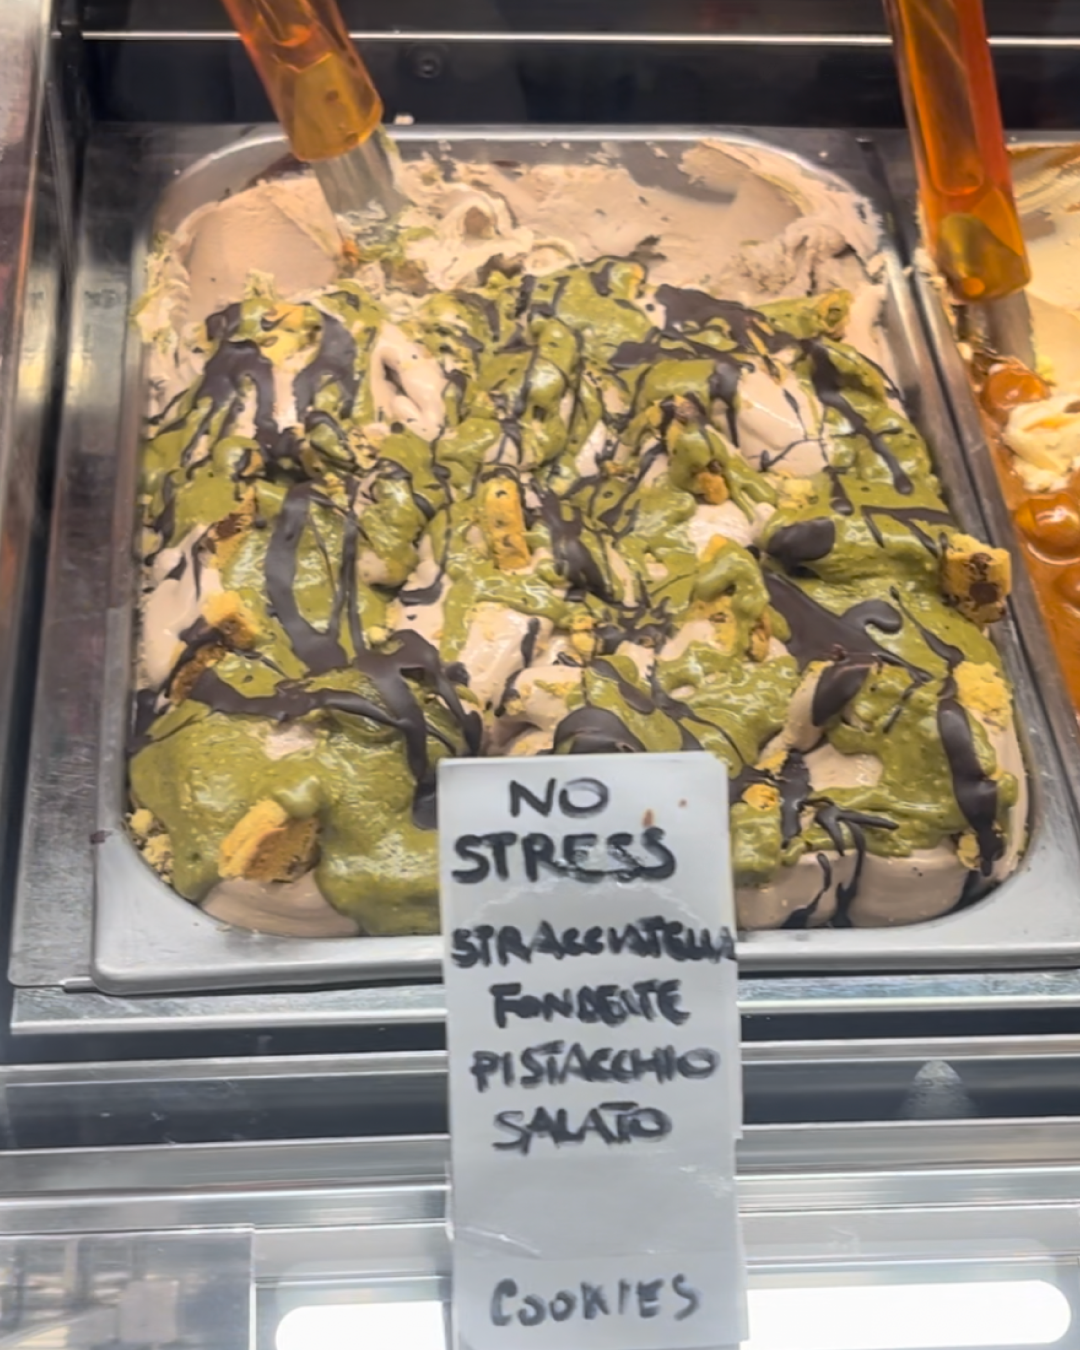 NO
STRESS
STRACCIATELLA
FONDENTE
PISTACCHIO
SALATO
COOKIES